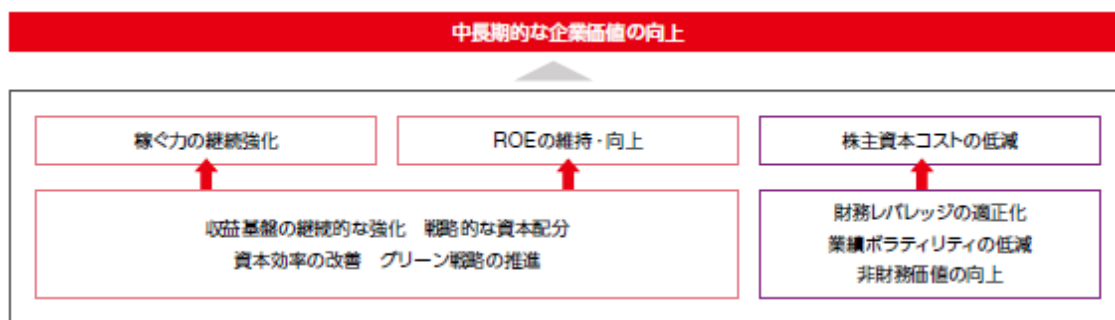 中長期的な企業価値の向上
稼ぐ力の継続強化
ROEの維持・向上
株主資本コストの低減
収益基盤の継続的な強化　戦略的な資本配分
資本効率の改善　グリーン戦略の推進
財務レバレッジの適正化
業績ボラティリティの低減
非財務価値の向上